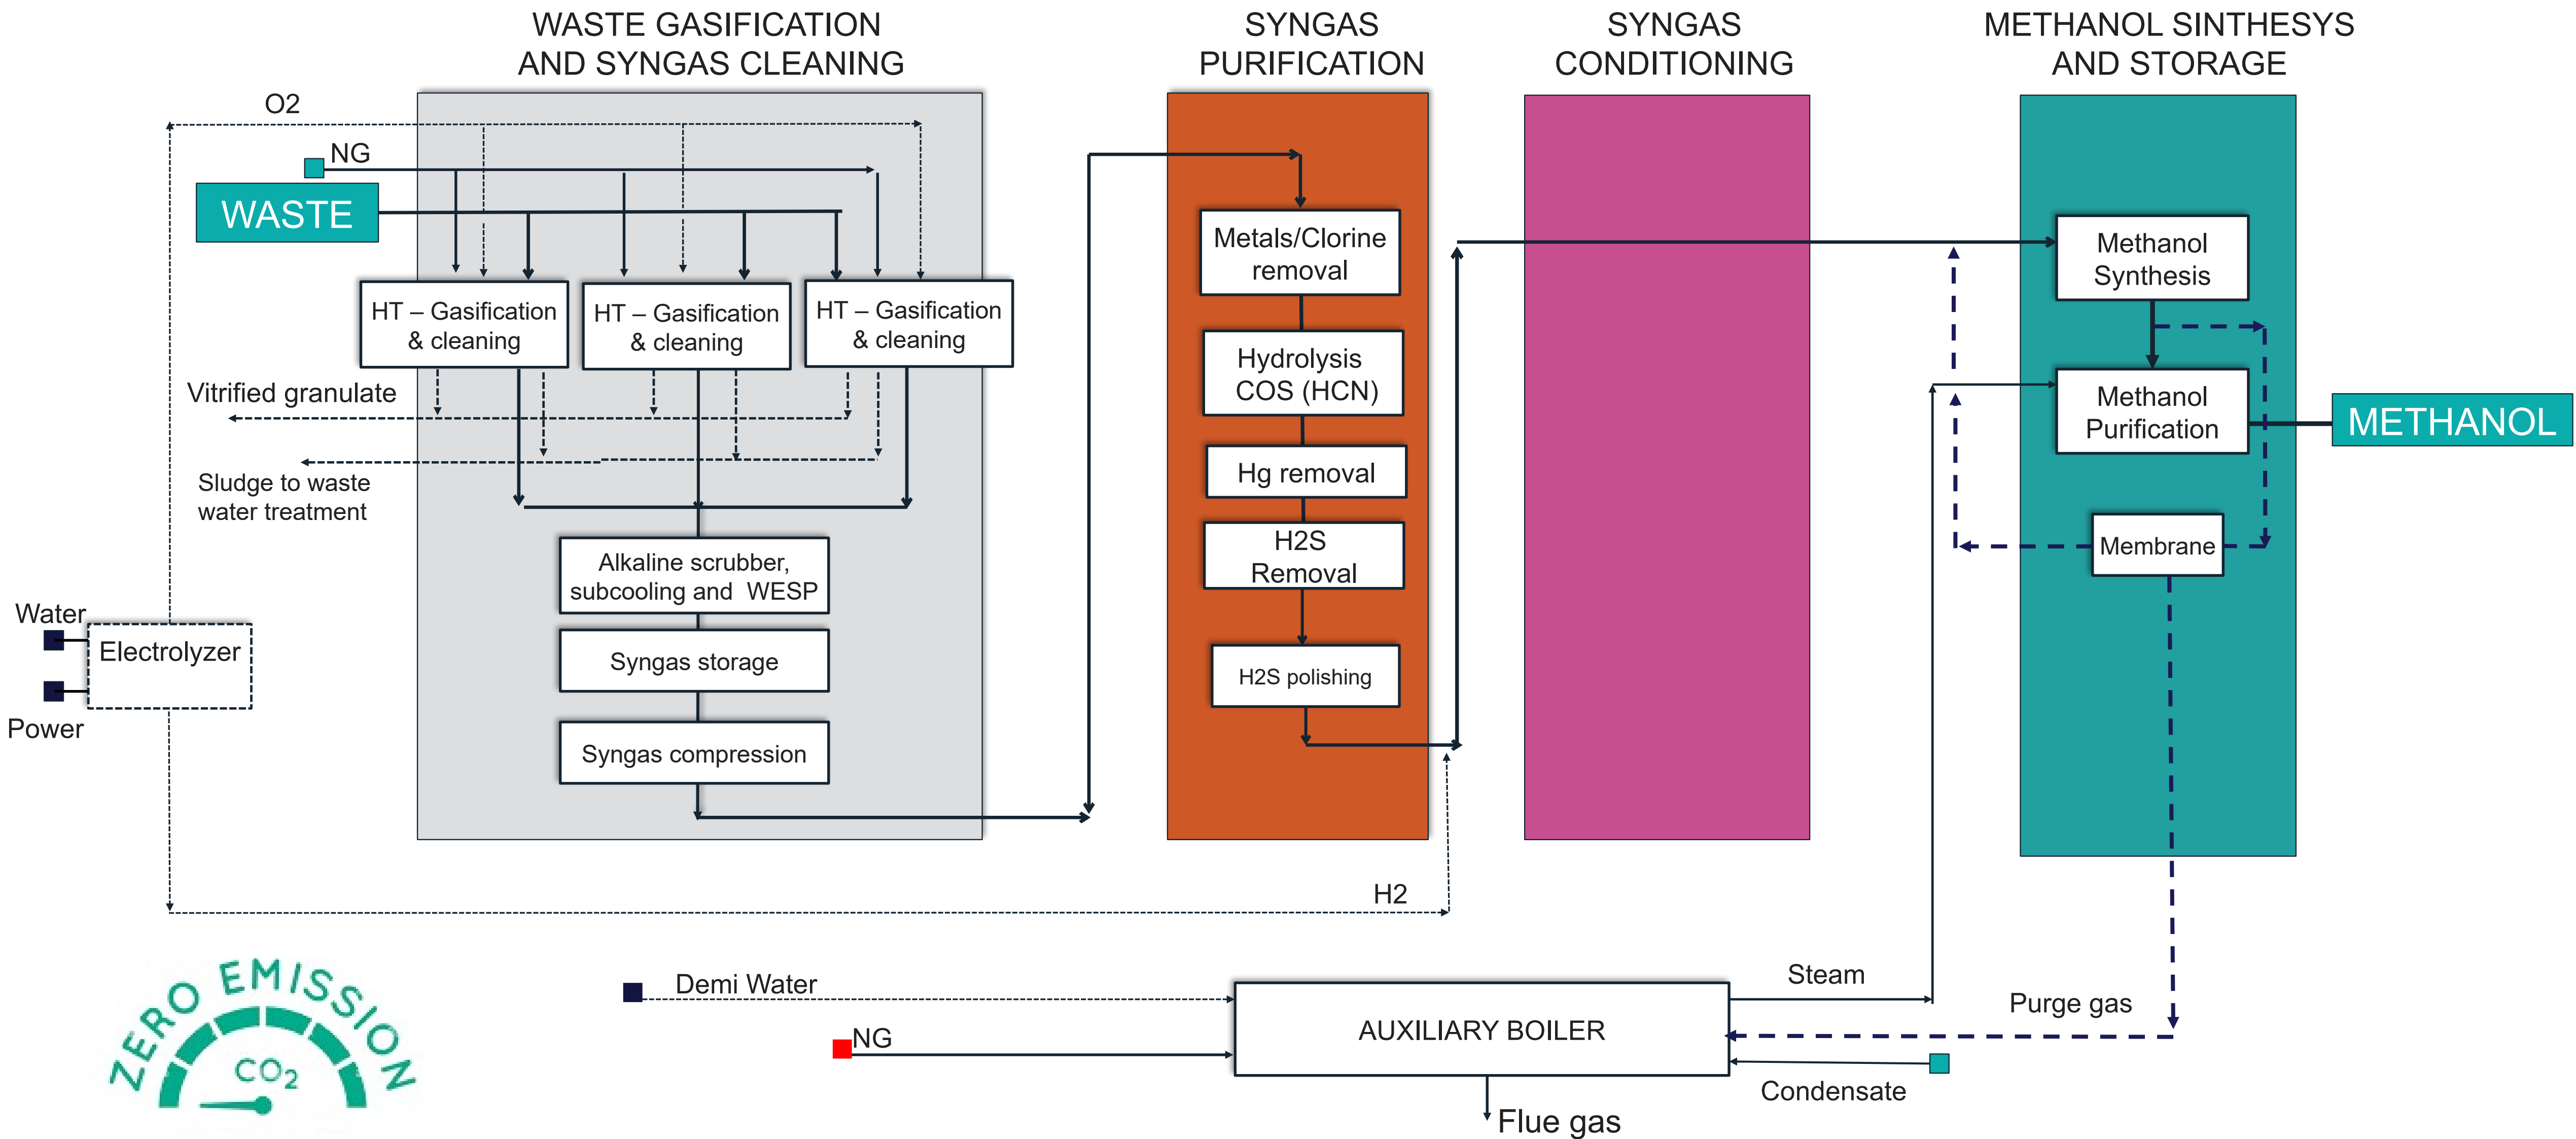 WASTE GASIFICATION
AND SYNGAS CLEANING
SYNGAS
PURIFICATION
SYNGAS
CONDITIONING
METHANOL SINTHESYS
AND STORAGE
O2
NG
WASTE
HT – Gasification
& cleaning
HT – Gasification
& cleaning
HT – Gasification
& cleaning
Vitrified granulate
Sludge to waste
water treatment
Alkaline scrubber,
subcooling and WESP
Syngas storage
Syngas compression
Water
Electrolyzer
Power
Metals/Clorine
removal
Hydrolysis
COS (HCN)
Hg removal
H2S
Removal
H2S polishing
Methanol
Synthesis
Methanol
Purification
METHANOL
Membrane
H2
Demi Water
NG
AUXILIARY BOILER
Steam
Purge gas
Condensate
Flue gas
ZERO EMISSION
CO2